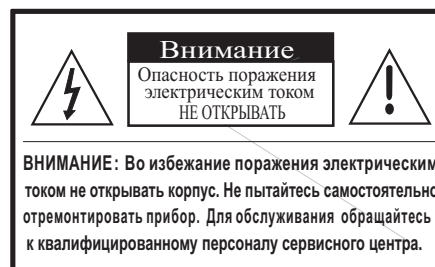 Внимание
Опасность поражения
электрическим током
НЕ ОТКРЫВАТЬ
ВНИМАНИЕ: Во избежание поражения электрическим
током не открывать корпус. Не пытайтесь самостоятельно
отремонтировать прибор. Для обслуживания обращайтесь
к квалифицированному персоналу сервисного центра.